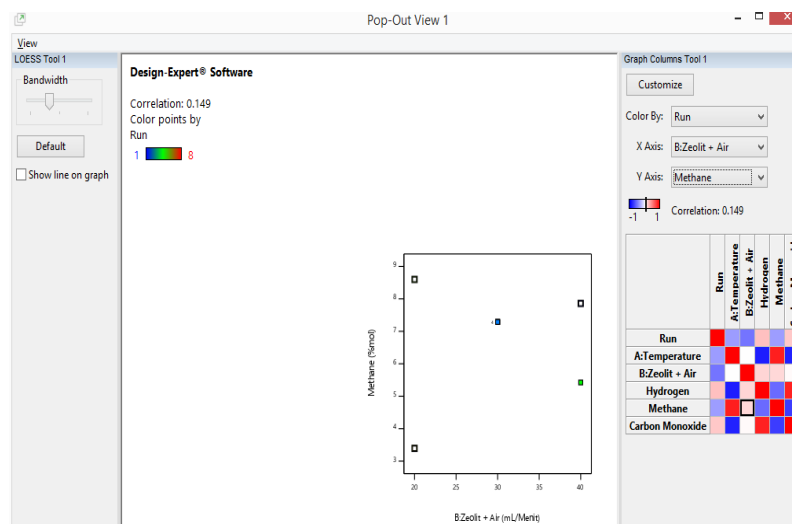 Pop-Out View 1
View
LOESS Tool 1
Bandwidth
Default
Show line on graph
Design-Expert® Software
Correlation: 0.149
Color points by
Run
1 8
Methane (%mol)
9
8
7
6
5
4
3
20 25 30 35 40
B:Zeolit + Air (mL/Menit)
Graph Columns Tool 1
Customize
Color By: Run
X Axis: B:Zeolit + Air
Y Axis: Methane
-1 1 Correlation: 0.149
Run
A:Temperature
B:Zeolit + Air
Hydrogen
Methane
Run
A:Temperature
B:Zeolit + Air
Hydrogen
Methane
Carbon Monoxide